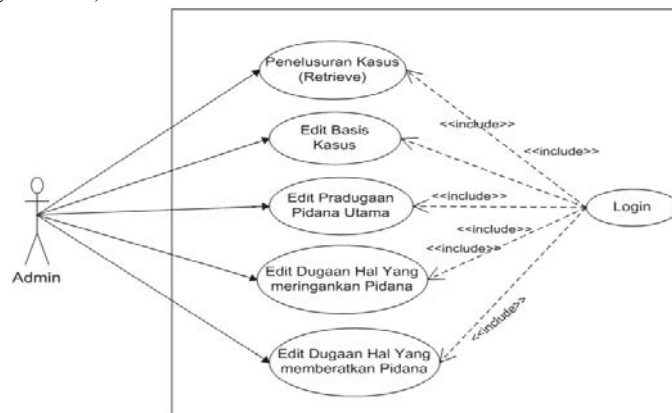 Penelusuran Kasus
(Retrieve)
<<include>>
<<include>>
Edit Basis
Kasus
Edit Pradugaan
Pidana Utama
<<include>>
Login
<<include>>
<<include>>
Admin
Edit Dugaan Hal Yang
meringankan Pidana
<<include>>
Edit Dugaan Hal Yang
memberatkan Pidana